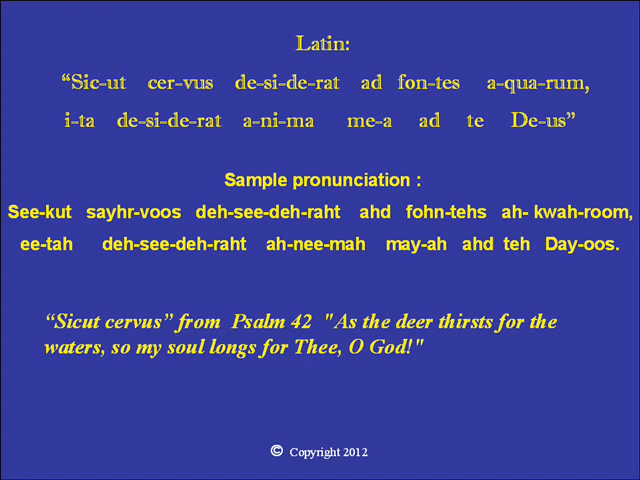 Latin:
“Sic-ut cer-vus de-si-de-rat ad fon-tes a-qua-rum,
i-ta de-si-de-rat a-ni-ma me-a ad te De-us”
Sample pronunciation :
See-kut sayhr-voos deh-see-deh-raht ahd fohn-tehs ah- kwah-room,
ee-tah deh-see-deh-raht ah-nee-mah may-ah ahd teh Day-oos.
“Sicut cervus” from Psalm 42 "As the deer thirsts for the
waters, so my soul longs for Thee, O God!"
© Copyright 2012